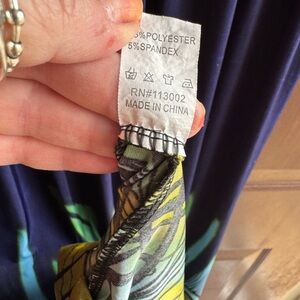 5%POLYESTER
5%SPANDEX
RN#113002
MADE IN CHINA